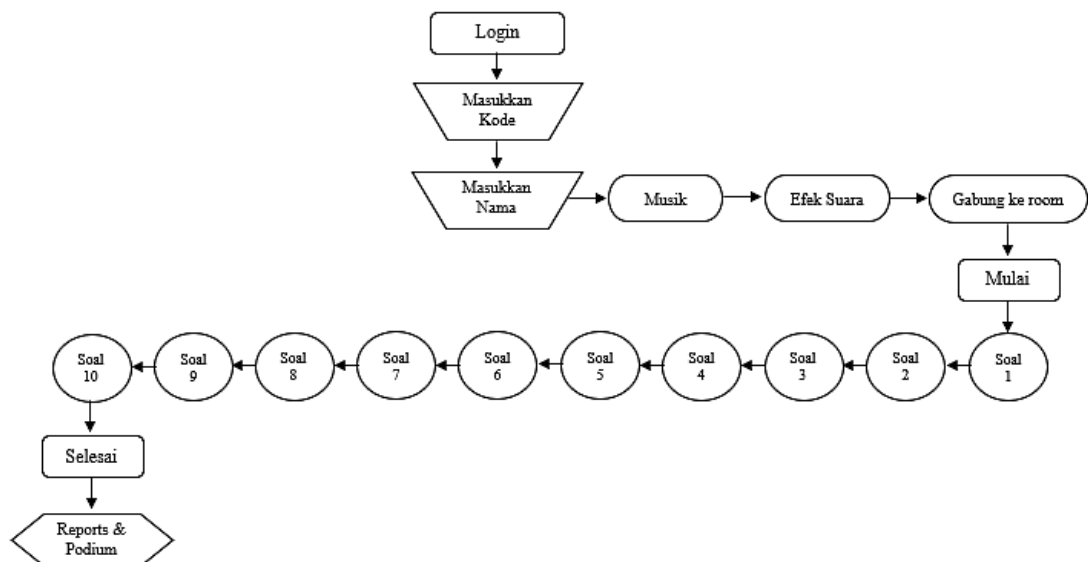 Login
Masukkan
Kode
Masukkan
Nama
Musik
Efek Suara
Gabung ke room
Mulai
Soal
1
Soal
2
Soal
3
Soal
4
Soal
5
Soal
6
Soal
7
Soal
8
Soal
9
Soal
10
Selesai
Reports &
Podium